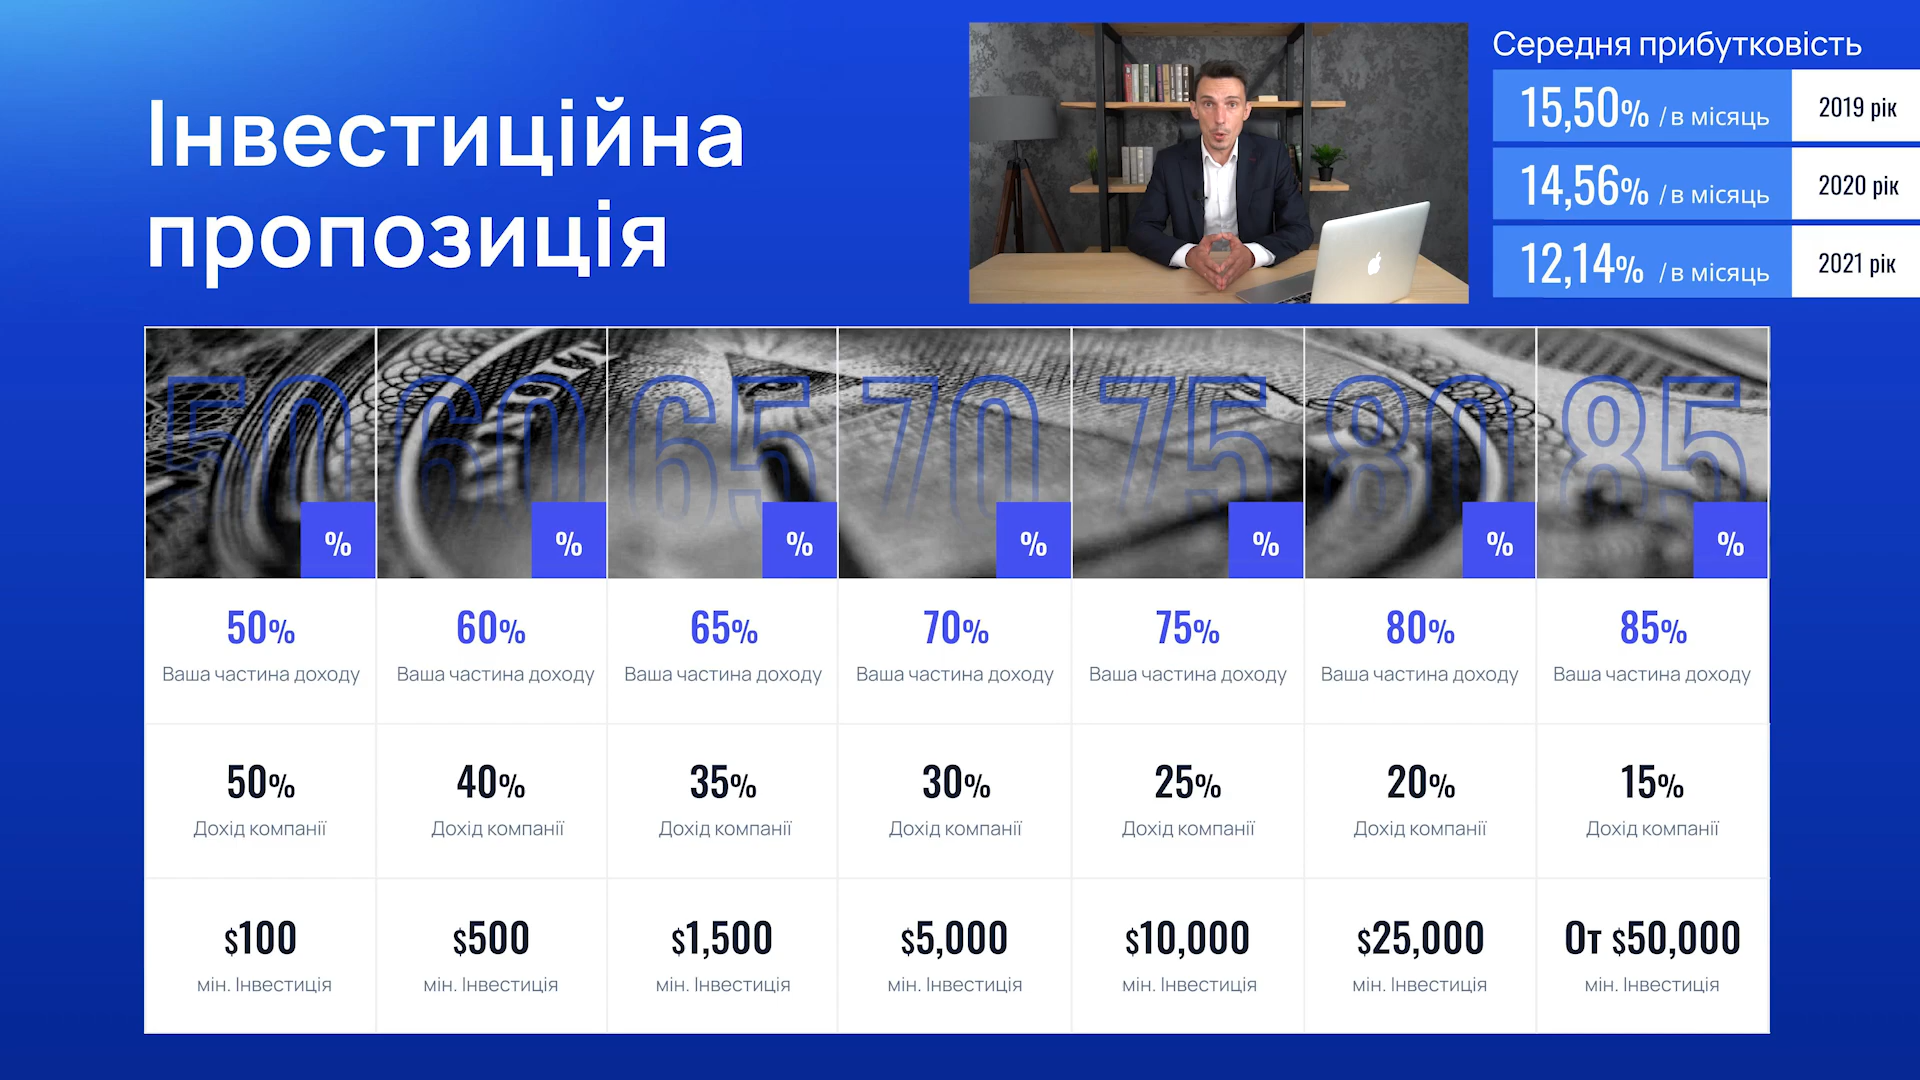 Інвестиційна
пропозиція
Середня прибутковість
15,50% / в місяць 2019 рік
14,56% / в місяць 2020 рік
12,14% / в місяць 2021 рік
50 60 65 70 75 80 85
% % % % % % %
50% 60% 65% 70% 75% 80% 85%
Ваша частина доходу Ваша частина доходу Ваша частина доходу Ваша частина доходу Ваша частина доходу Ваша частина доходу Ваша частина доходу
50% 40% 35% 30% 25% 20% 15%
Дохід компанії Дохід компанії Дохід компанії Дохід компанії Дохід компанії Дохід компанії Дохід компанії
$100 $500 $1,500 $5,000 $10,000 $25,000 От $50,000
мін. Інвестиція мін. Інвестиція мін. Інвестиція мін. Інвестиція мін. Інвестиція мін. Інвестиція мін. Інвестиція